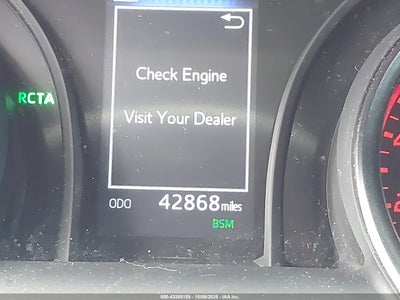 Check Engine
RCTA
Visit Your Dealer
ODO 42868 miles
BSM